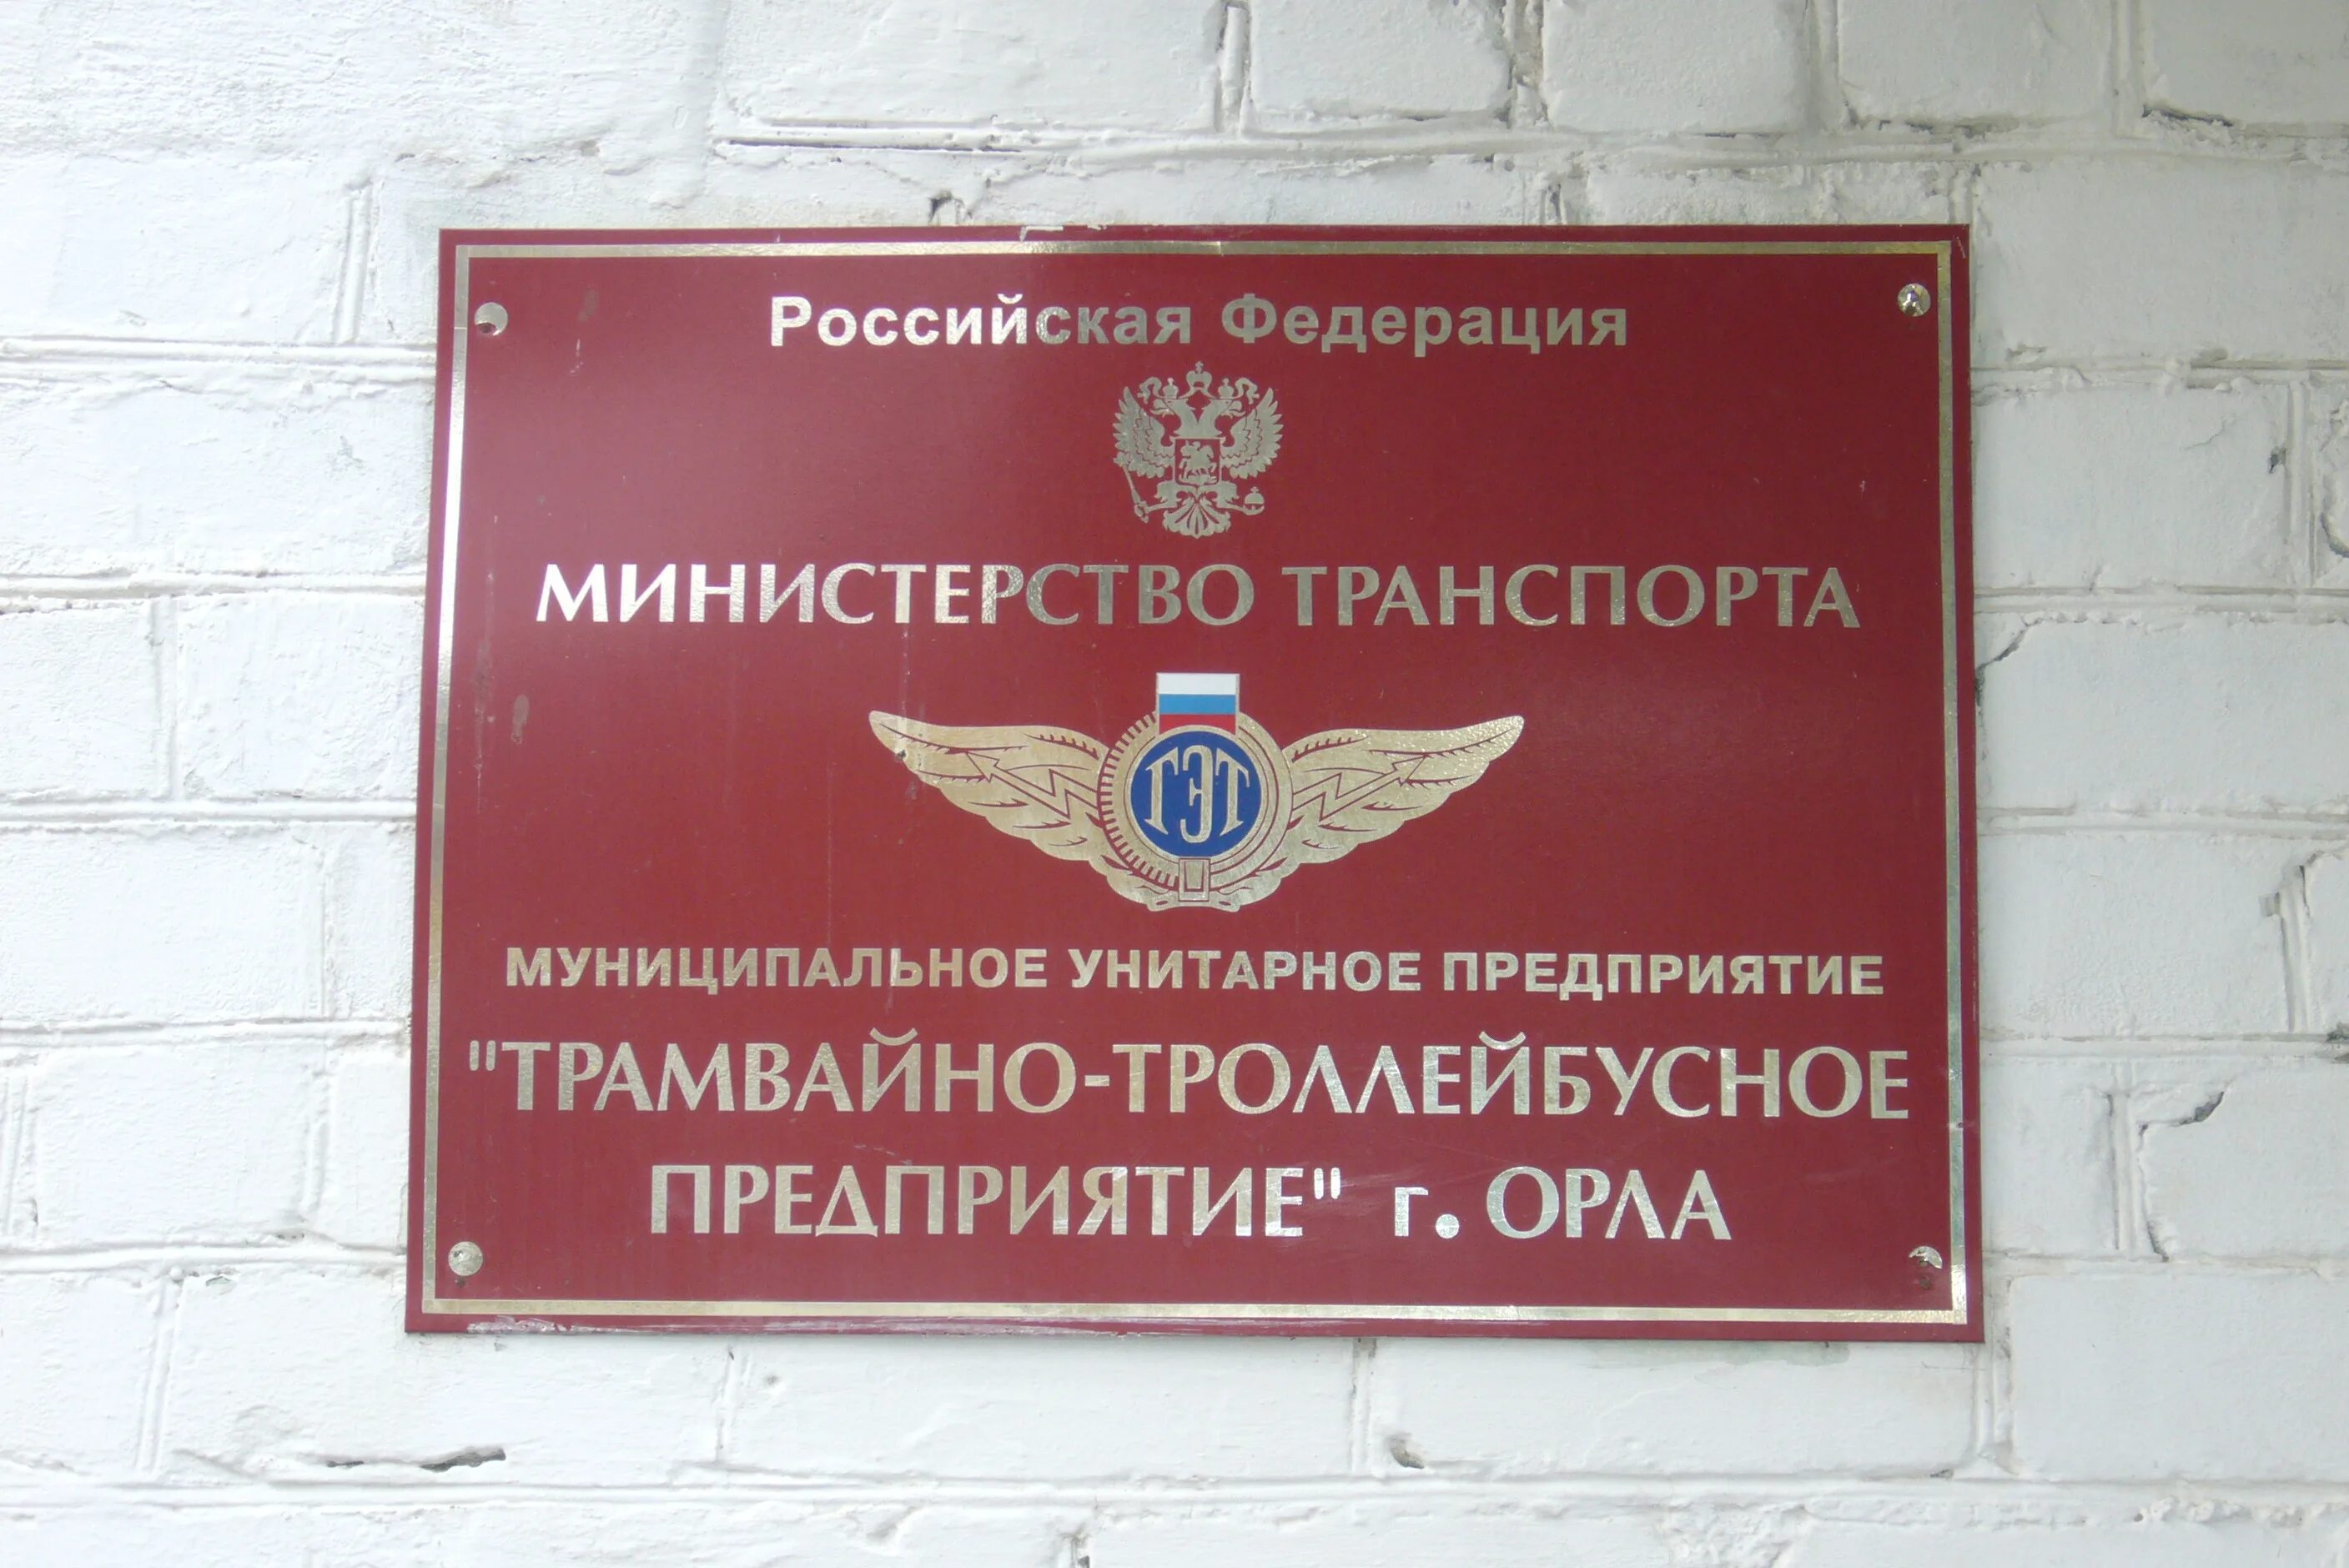 Российская Федерация
МИНИСТЕРСТВО ТРАНСПОРТА
ГЭТ
МУНИЦИПАЛЬНОЕ УНИТАРНОЕ ПРЕДПРИЯТИЕ
"ТРАМВАЙНО-ТРОЛЛЕЙБУСНОЕ
ПРЕДПРИЯТИЕ" г. ОРЛА